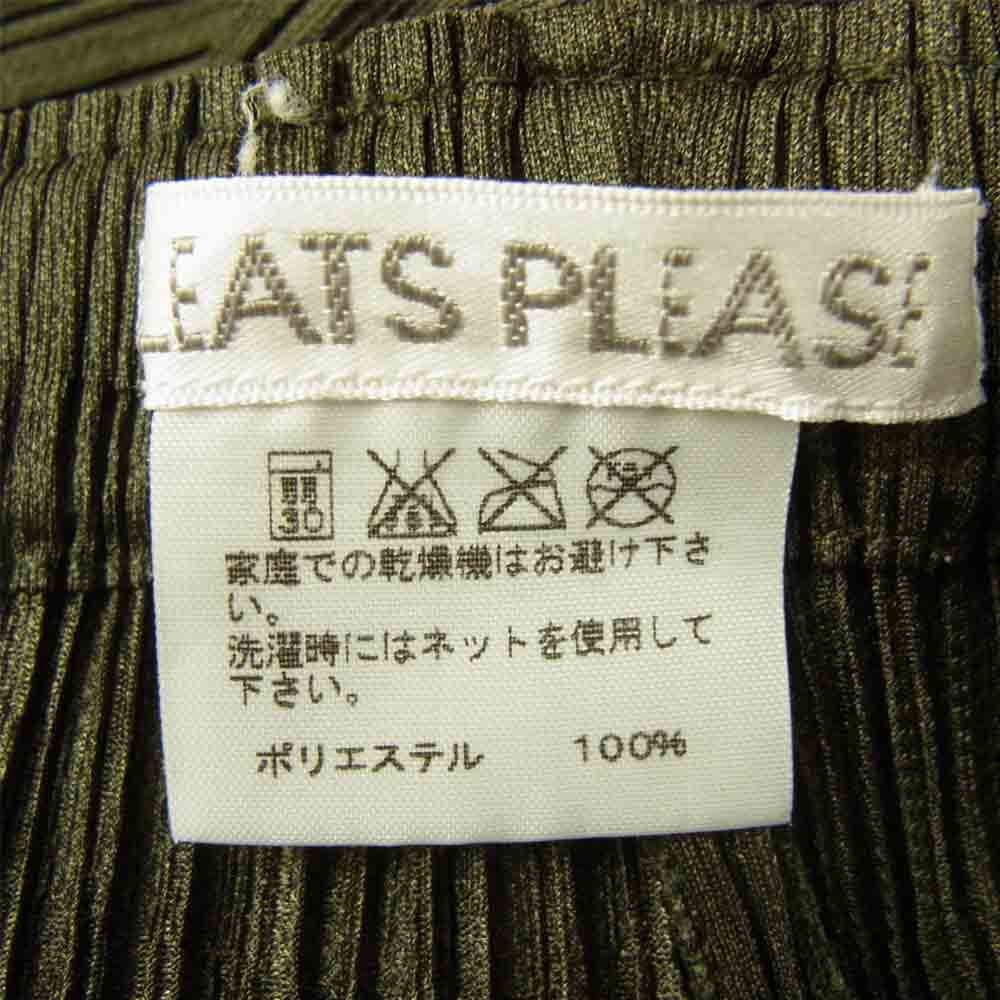 LEATS PLEASE
弱
30
家庭での乾燥機はお避け下さ
い。
洗濯時にはネットを使用して
下さい。
ポリエステル 100%